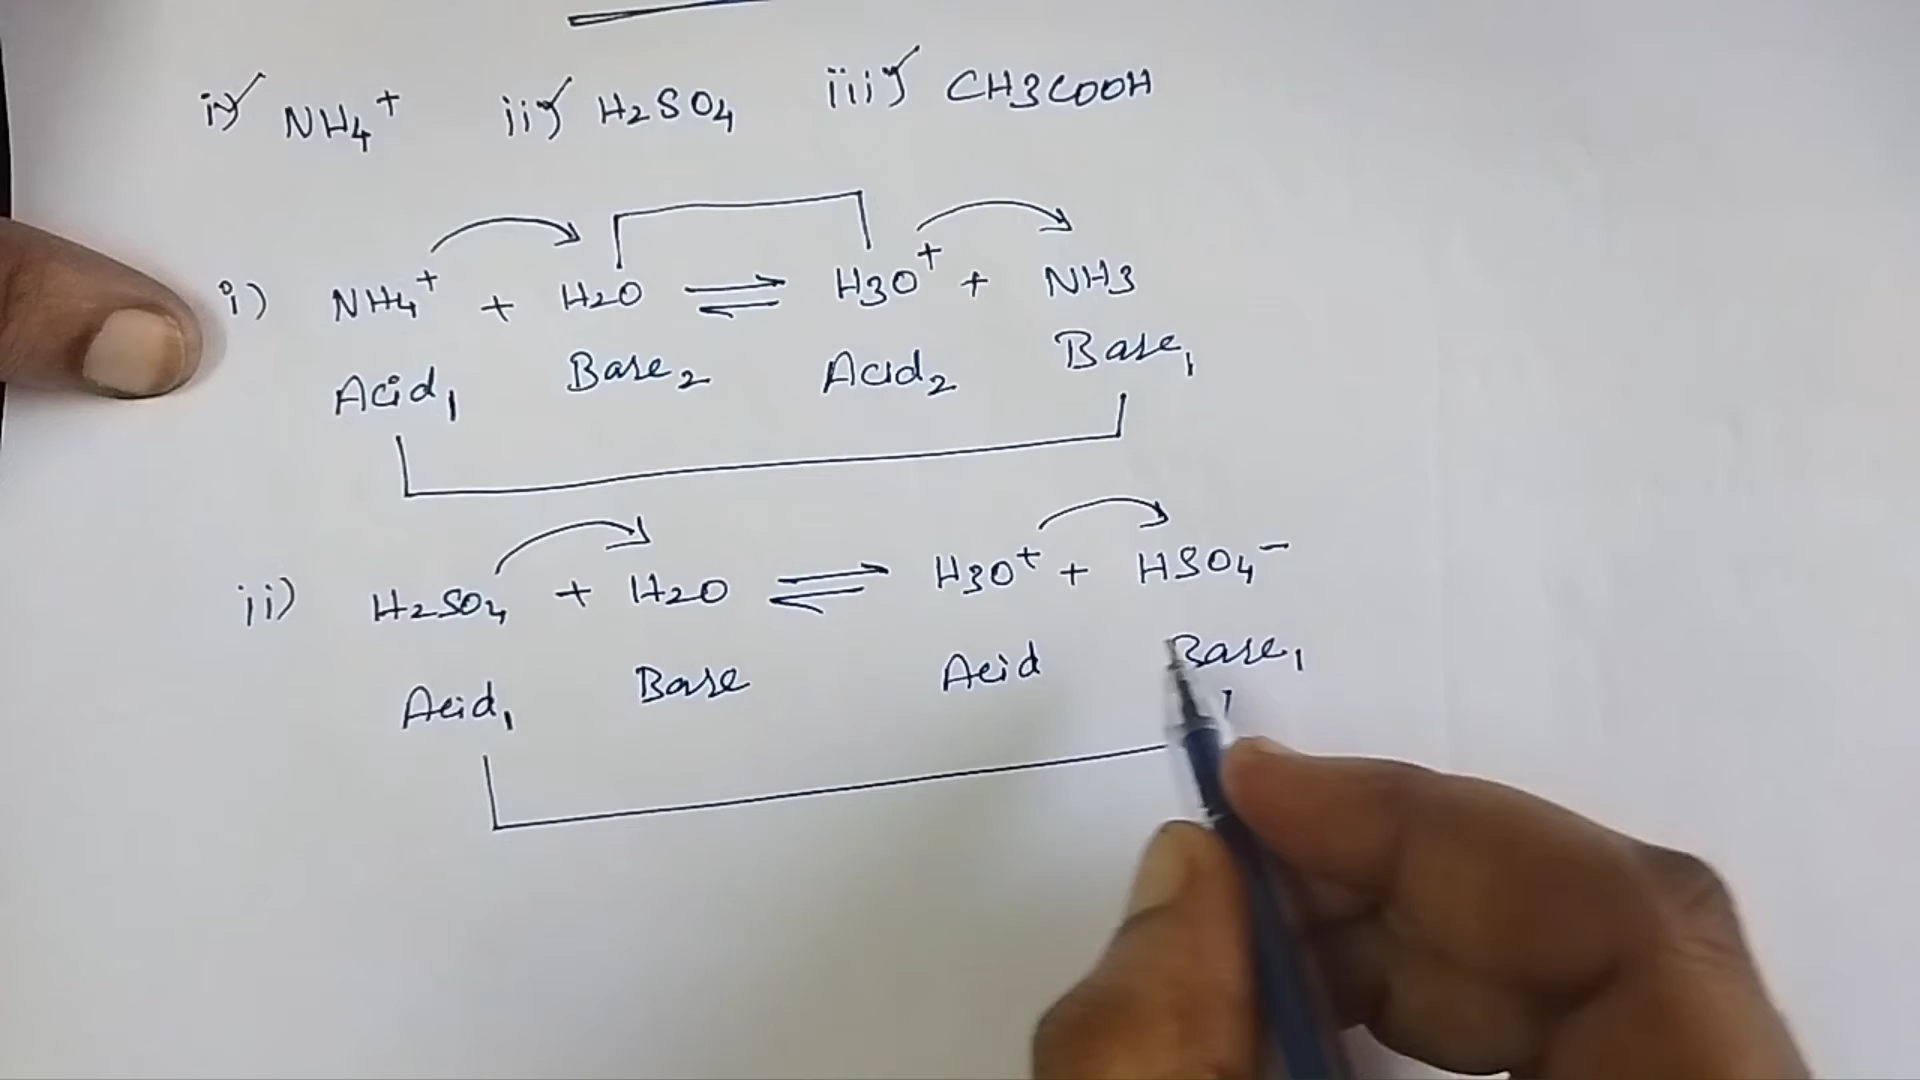 i) NH4+ ii) H2SO4 iii) CH3COOH
i) NH4+ + H2O ⇌ H3O+ + NH3
Acid1 Base2 Acid2 Base1
ii) H2SO4 + H2O ⇌ H3O+ + HSO4-
Acid1 Base Acid Base1